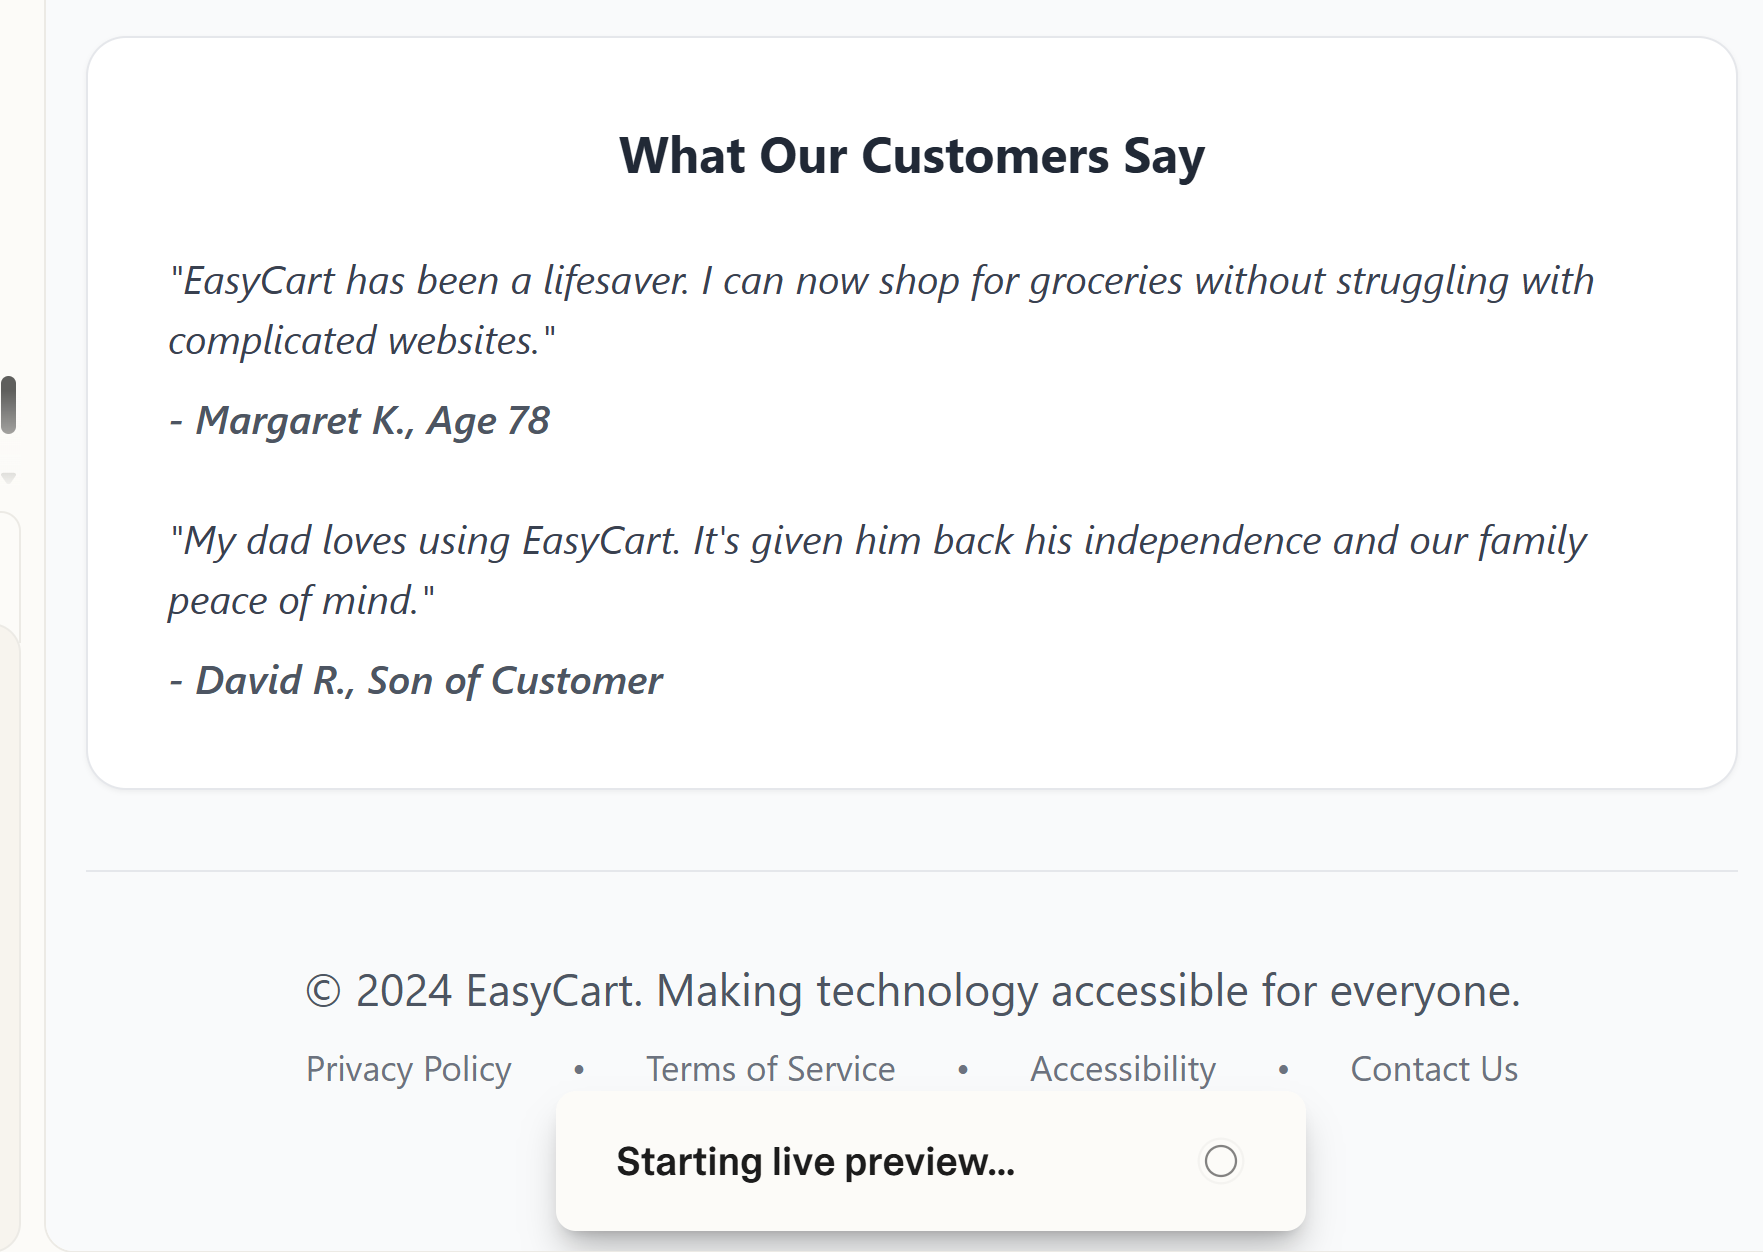 What Our Customers Say
"EasyCart has been a lifesaver. I can now shop for groceries without struggling with
complicated websites."
- Margaret K., Age 78
"My dad loves using EasyCart. It's given him back his independence and our family
peace of mind."
- David R., Son of Customer
© 2024 EasyCart. Making technology accessible for everyone.
Privacy Policy • Terms of Service • Accessibility • Contact Us
Starting live preview...